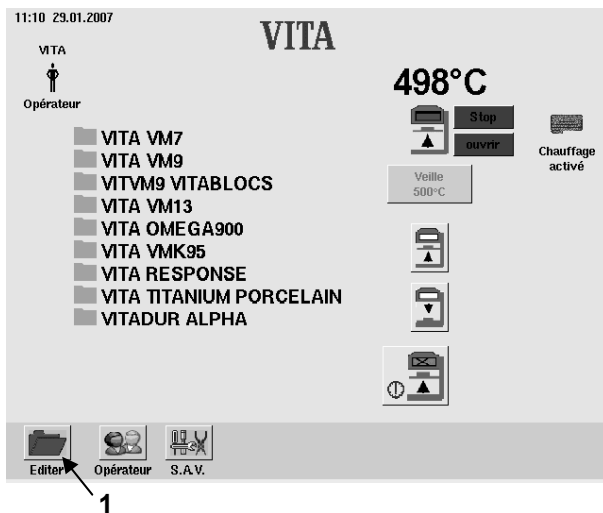 11:10 29.01.2007
VITA
VITA
Opérateur
498°C
Stop
ouvrir
Chauffage
activé
Veille
500°C
VITA VM7
VITA VM9
VITVM9 VITABLOCS
VITA VM13
VITA OMEGA900
VITA VMK95
VITA RESPONSE
VITA TITANIUM PORCELAIN
VITADUR ALPHA
Editer
Opérateur
S.A.V.
1